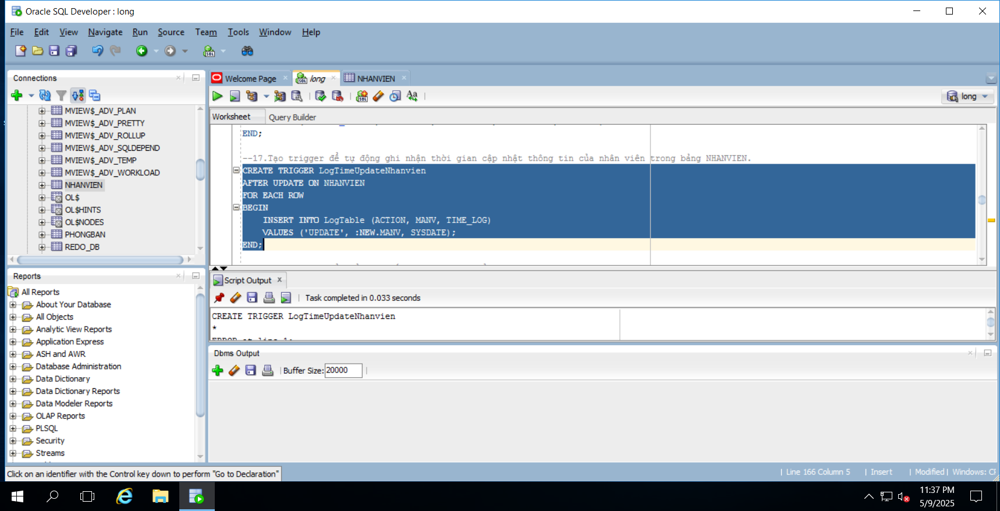 Oracle SQL Developer : long
File Edit View Navigate Run Source Team Tools Window Help
Connections
MVIEW$_ADV_PLAN
MVIEW$_ADV_PRETTY
MVIEW$_ADV_ROLLUP
MVIEW$_ADV_SQLDEPEND
MVIEW$_ADV_TEMP
MVIEW$_ADV_WORKLOAD
NHANVIEN
OL$
OL$HINTS
OL$NODES
PHONGBAN
REDO_DB
Reports
All Reports
About Your Database
All Objects
Analytic View Reports
Application Express
ASH and AWR
Database Administration
Data Dictionary
Data Dictionary Reports
Data Modeler Reports
OLAP Reports
PLSQL
Security
Streams
Welcome Page long NHANVIEN
long
Worksheet Query Builder
END;
--17.Tạo trigger để tự động ghi nhận thời gian cập nhật thông tin của nhân viên trong bảng NHANVIEN.
CREATE TRIGGER LogTimeUpdateNhanvien
AFTER UPDATE ON NHANVIEN
FOR EACH ROW
BEGIN
INSERT INTO LogTable (ACTION, MANV, TIME_LOG)
VALUES ('UPDATE', :NEW.MANV, SYSDATE);
END;
Script Output
Task completed in 0.033 seconds
CREATE TRIGGER LogTimeUpdateNhanvien
*
ERROR at line 1:
Dbms Output
Buffer Size: 20000
Click on an identifier with the Control key down to perform "Go to Declaration"
Line 166 Column 5 Insert Modified Windows: CR
11:37 PM
5/9/2025